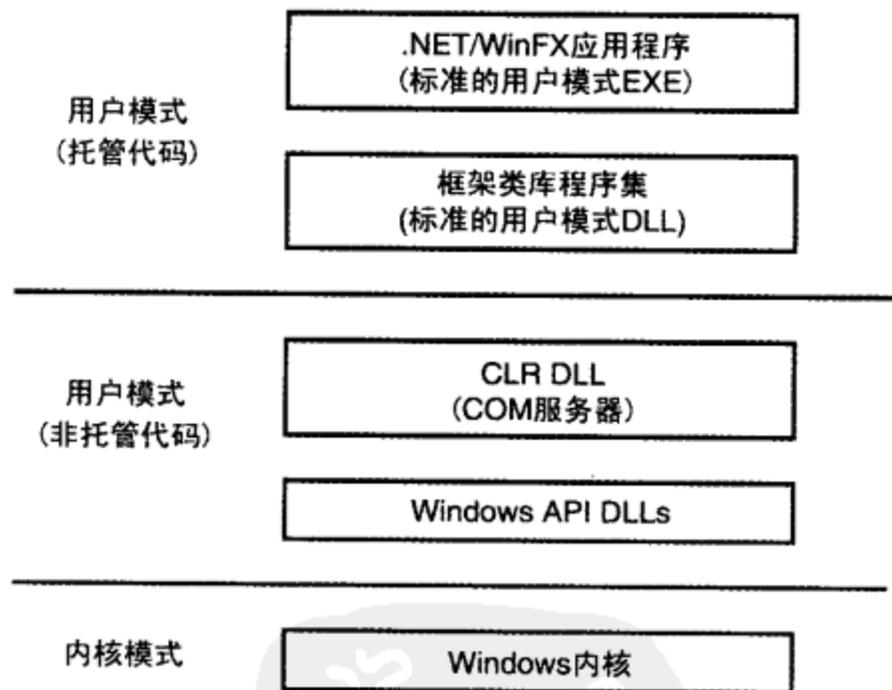 .NET/WinFX应用程序
(标准的用户模式EXE)
用户模式
(托管代码)
框架类库程序集
(标准的用户模式DLL)
CLR DLL
(COM服务器)
用户模式
(非托管代码)
Windows API DLLs
内核模式
Windows内核